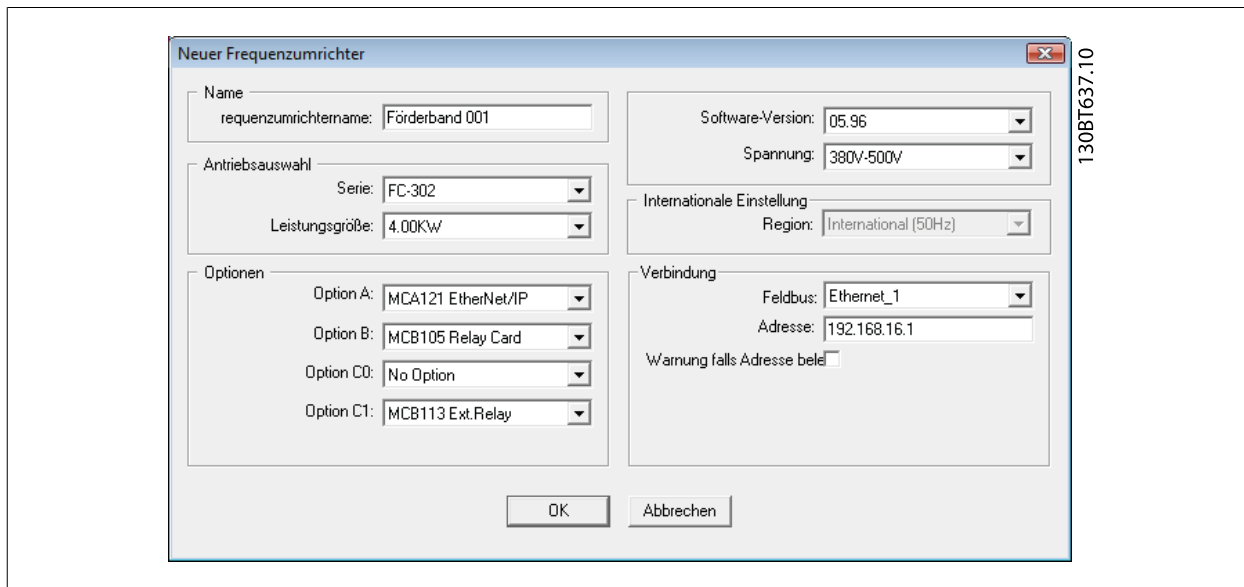 Neuer Frequenzumrichter
Name
requenzumrichtername: Förderband 001
Antriebsauswahl
Serie: FC-302
Leistungsgröße: 4.00KW
Optionen
Option A: MCA121 EtherNet/IP
Option B: MCB105 Relay Card
Option C0: No Option
Option C1: MCB113 Ext.Relay
Software-Version: 05.96
Spannung: 380V-500V
Internationale Einstellung
Region: International (50Hz)
Verbindung
Feldbus: Ethernet_1
Adresse: 192.168.16.1
Warnung falls Adresse bele
OK
Abbrechen
130BT637.10